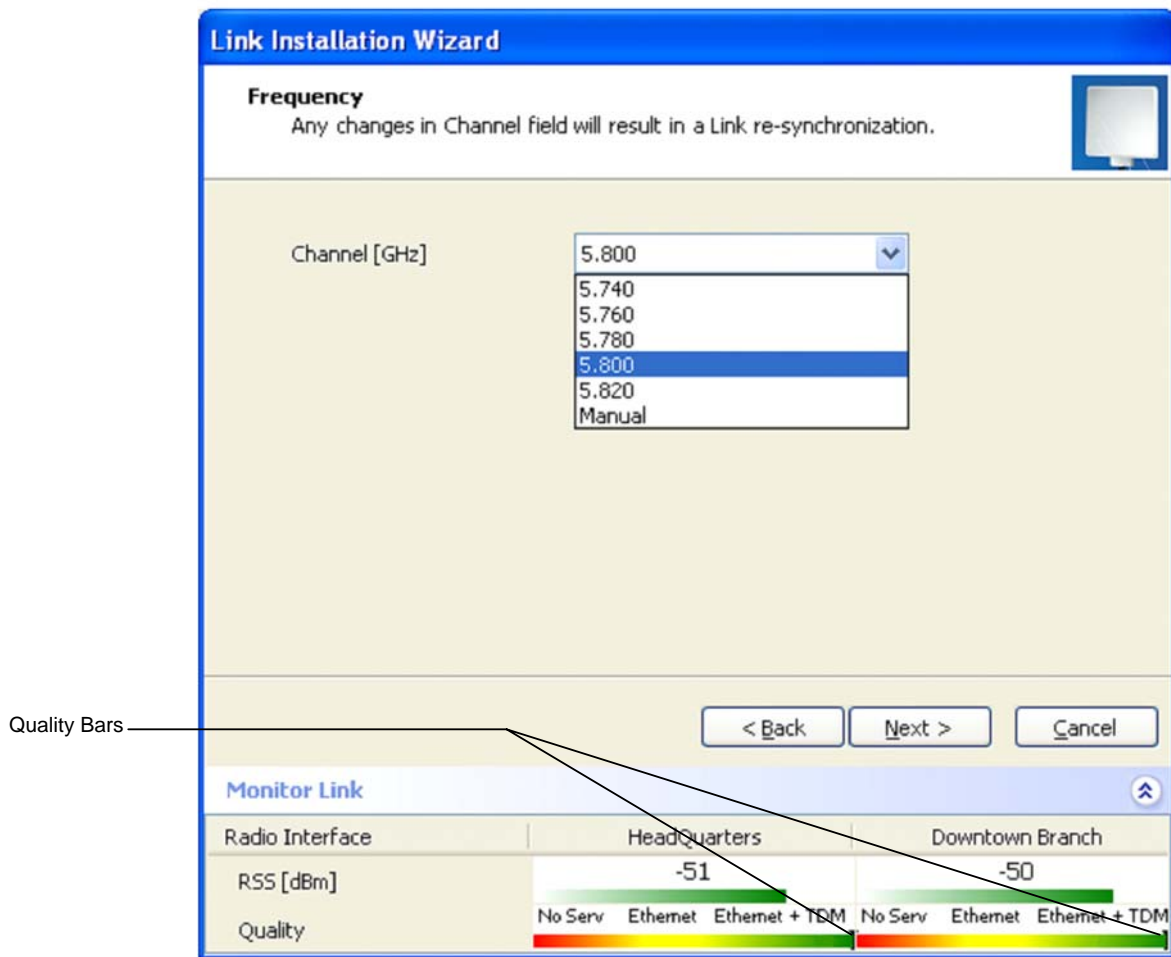 Link Installation Wizard
Frequency
Any changes in Channel field will result in a Link re-synchronization.
Channel [GHz]
5.800
5.740
5.760
5.780
5.800
5.820
Manual
Quality Bars
< Back
Next >
Cancel
Monitor Link
Radio Interface HeadQuarters Downtown Branch
RSS [dBm] -51 -50
Quality No Serv Ethernet Ethernet + TDM No Serv Ethernet Ethernet + TDM